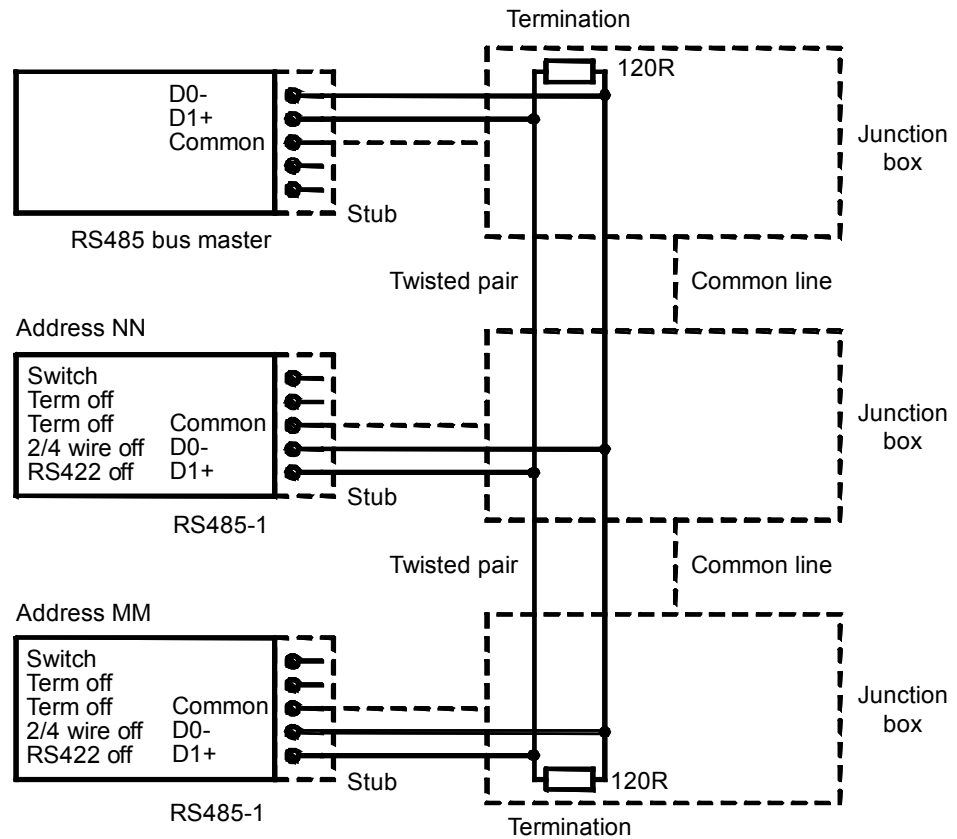 Termination
120R
D0-
D1+
Common
Junction
box
Stub
RS485 bus master
Twisted pair
Common line
Address NN
Switch
Term off
Term off Common
2/4 wire off D0-
RS422 off D1+
Junction
box
Stub
RS485-1
Twisted pair
Common line
Address MM
Switch
Term off
Term off Common
2/4 wire off D0-
RS422 off D1+
Junction
box
Stub
120R
RS485-1
Termination